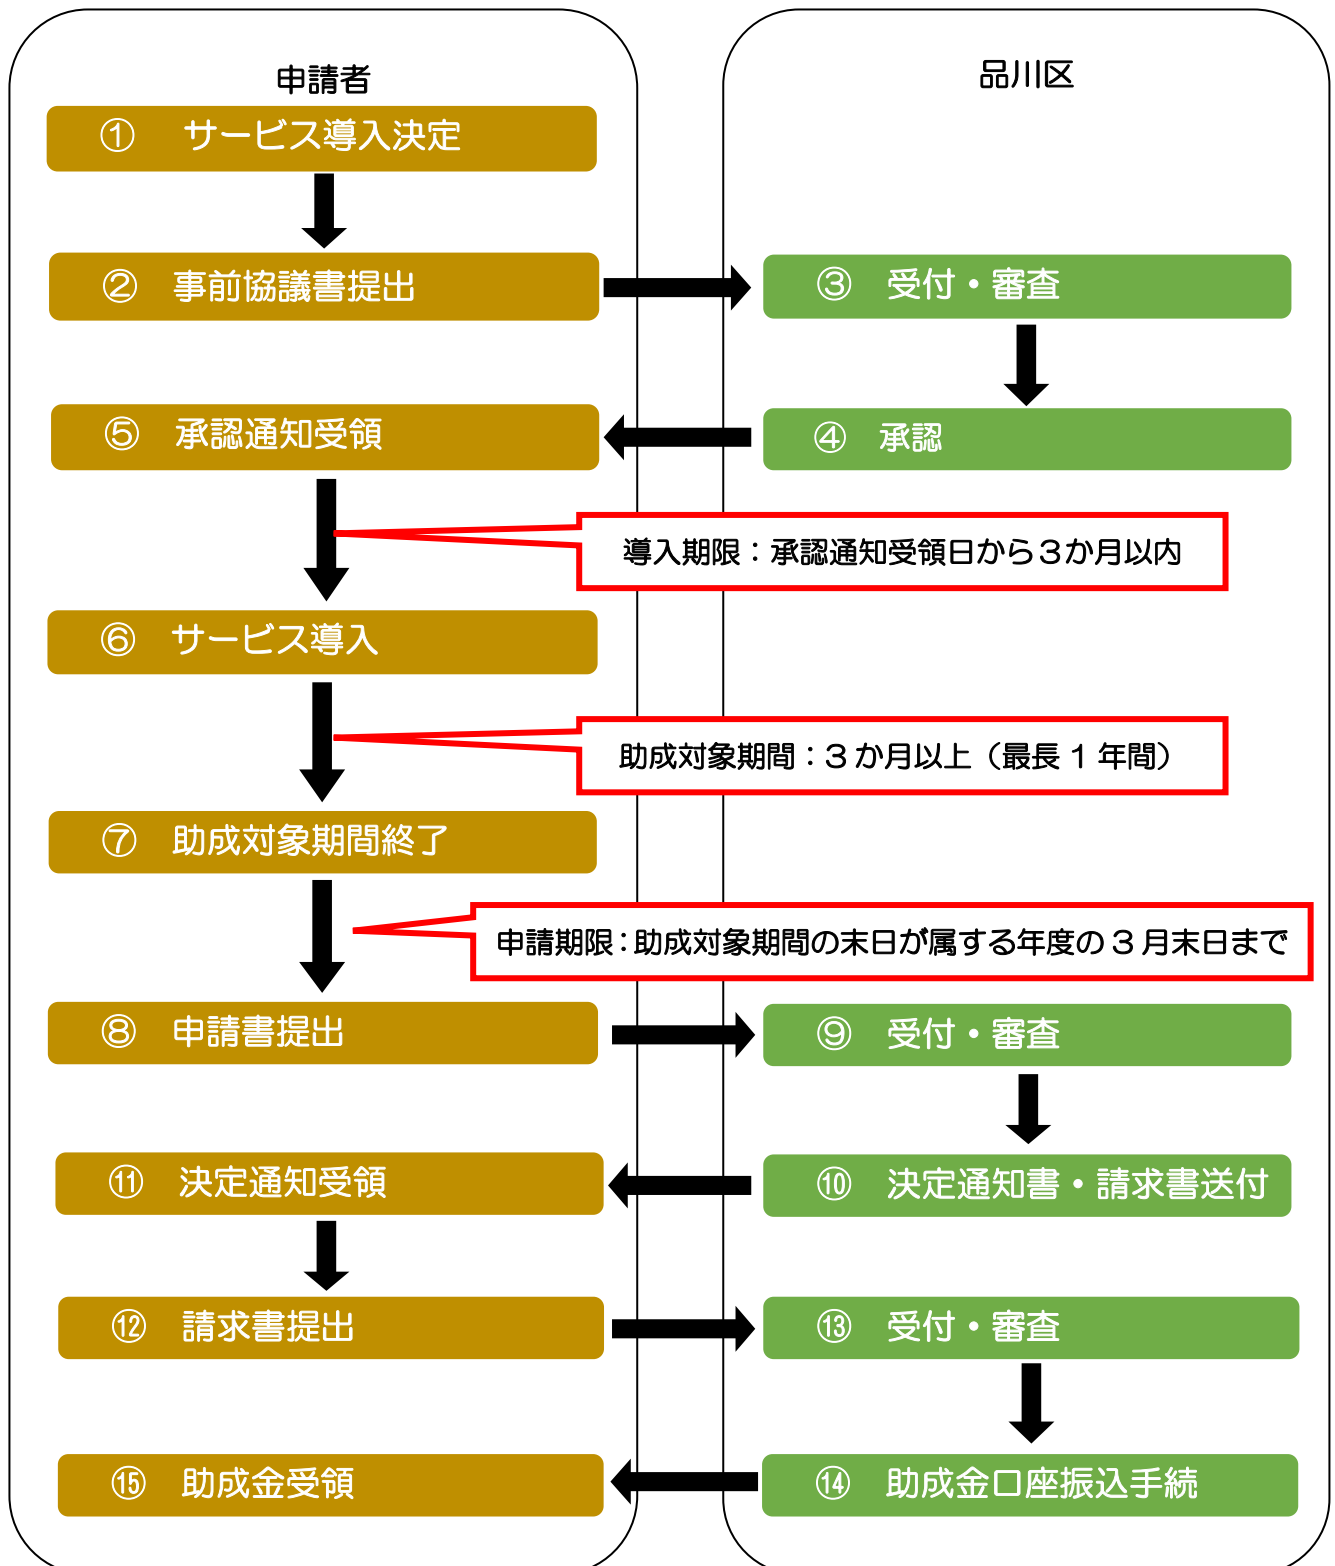 申請者
品川区
① サービス導入決定
② 事前協議書提出
③ 受付・審査
⑤ 承認通知受領
④ 承認
導入期限：承認通知受領日から３か月以内
⑥ サービス導入
助成対象期間：３か月以上（最長１年間）
⑦ 助成対象期間終了
申請期限：助成対象期間の末日が属する年度の３月末日まで
⑧ 申請書提出
⑨ 受付・審査
⑪ 決定通知受領
⑩ 決定通知書・請求書送付
⑫ 請求書提出
⑬ 受付・審査
⑮ 助成金受領
⑭ 助成金口座振込手続